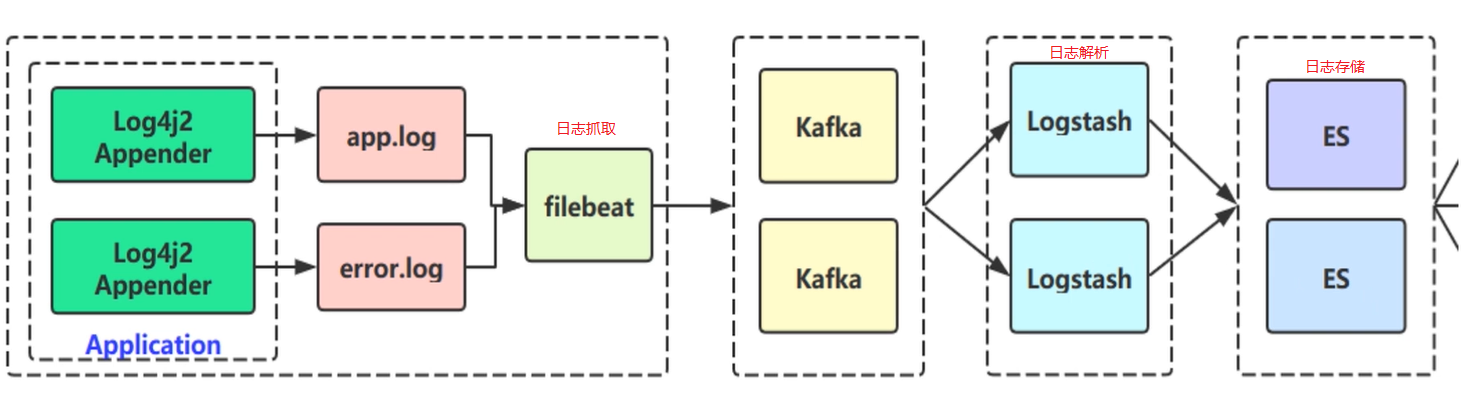 Log4j2
Appender
app.log
Log4j2
Appender
error.log
Application
日志抓取
filebeat
Kafka
Kafka
日志解析
Logstash
Logstash
日志存储
ES
ES